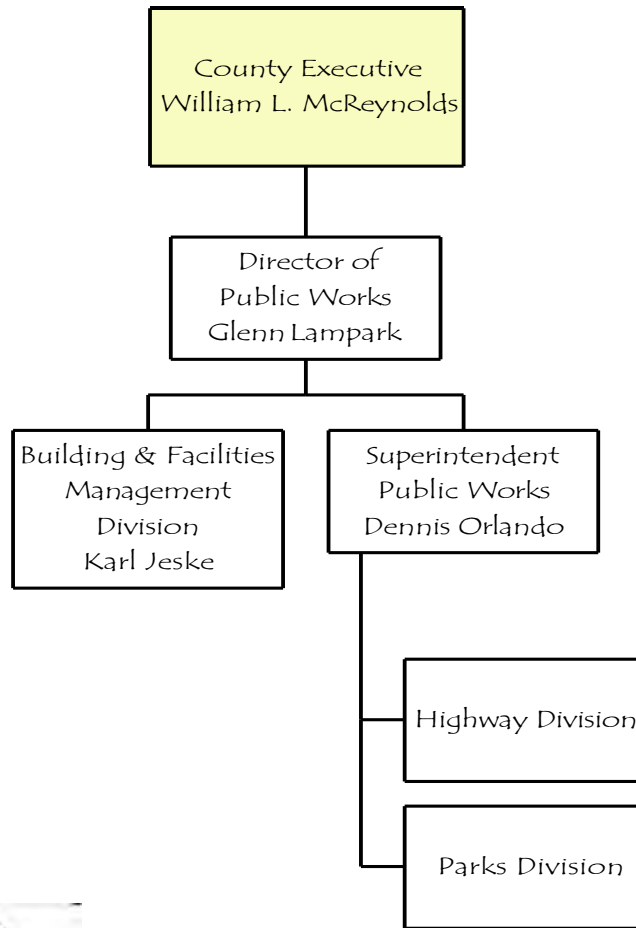 County Executive
William L. McReynolds
Director of
Public Works
Glenn Lampark
Building & Facilities
Management
Division
Karl Jeske
Superintendent
Public Works
Dennis Orlando
Highway Division
Parks Division